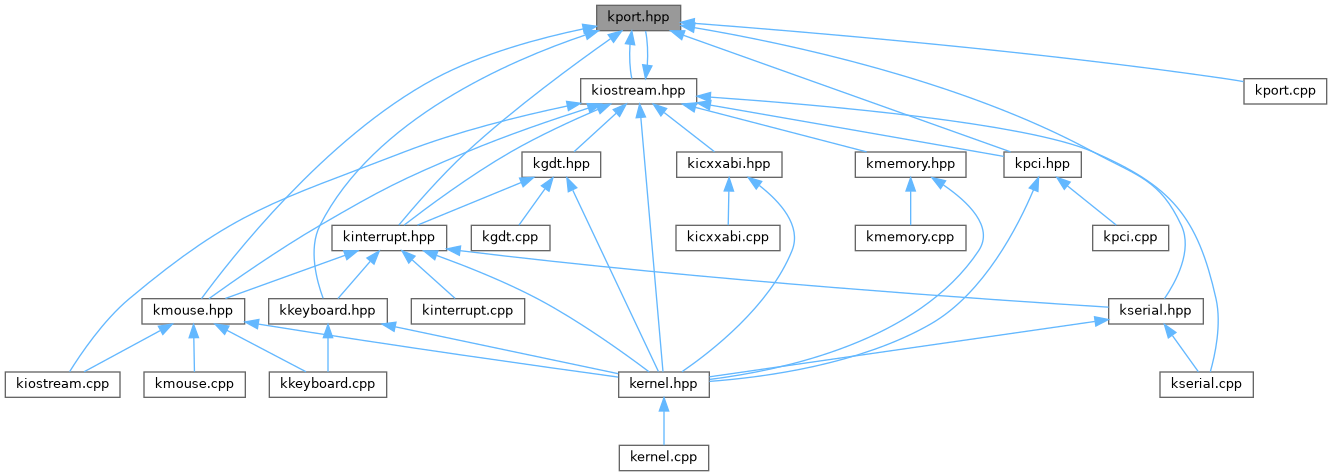 kport.hpp
kiostream.hpp
kport.cpp
kgdt.hpp
kicxxabi.hpp
kmemory.hpp
kpci.hpp
kinterrupt.hpp
kgdt.cpp
kicxxabi.cpp
kmemory.cpp
kpci.cpp
kmouse.hpp
kkeyboard.hpp
kinterrupt.cpp
kserial.hpp
kiostream.cpp
kmouse.cpp
kkeyboard.cpp
kernel.hpp
kserial.cpp
kernel.cpp